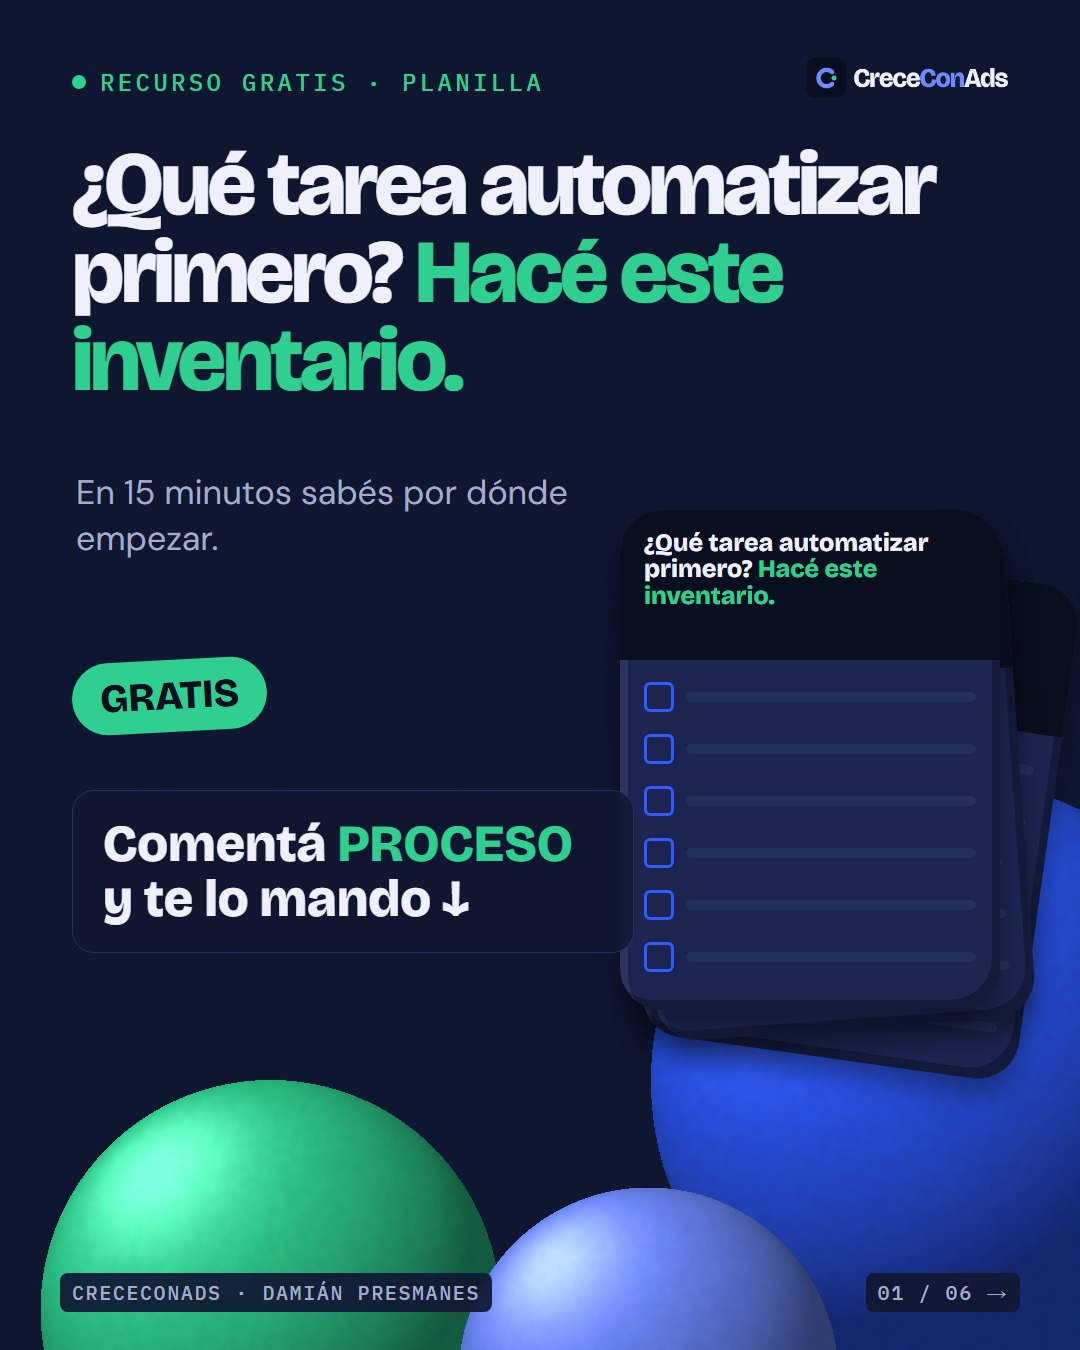 RECURSO GRATIS · PLANILLA
CreceConAds
¿Qué tarea automatizar
primero? Hacé este
inventario.
En 15 minutos sabés por dónde
empezar.
¿Qué tarea automatizar
primero? Hacé este
inventario.
GRATIS
Comentá PROCESO
y te lo mando ↓
CRECECONADS · DAMIÁN PRESMANES
01 / 06 →